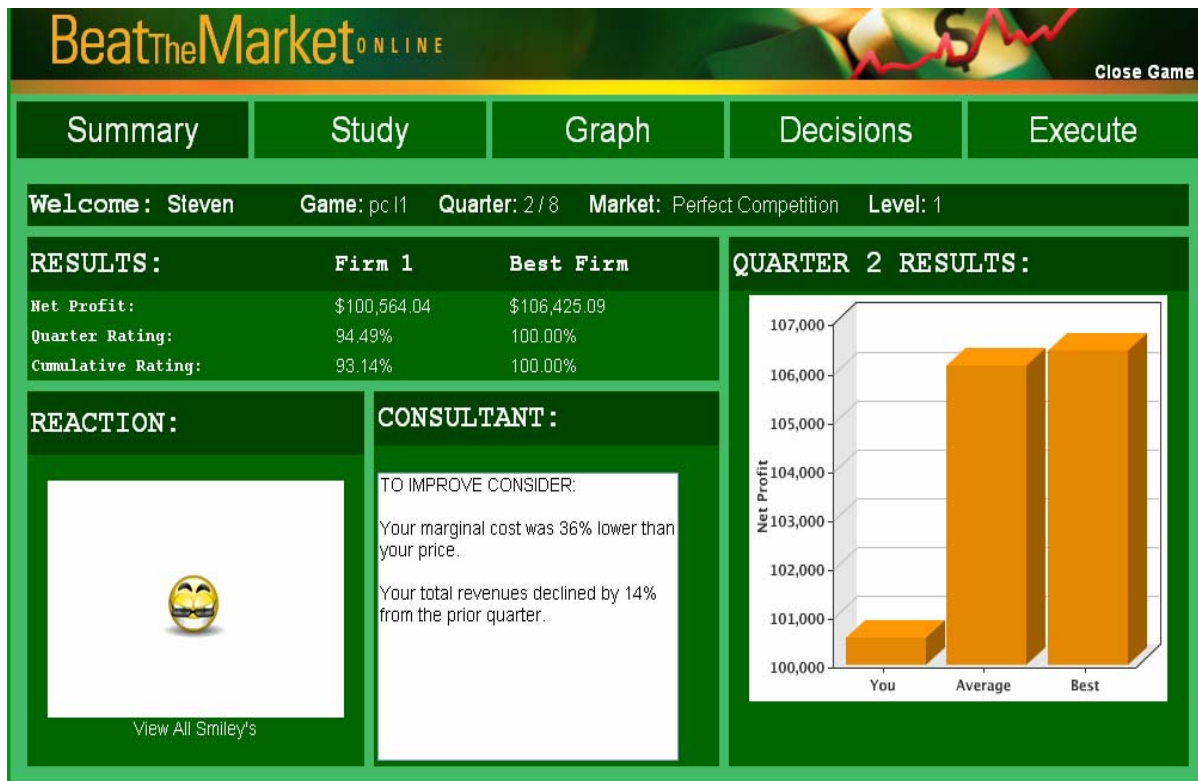 BeatTheMarket ONLINE
Close Game
Summary Study Graph Decisions Execute
Welcome: Steven Game: pc l1 Quarter: 2 / 8 Market: Perfect Competition Level: 1
RESULTS: Firm 1 Best Firm
Net Profit: $100,564.04 $106,425.09
Quarter Rating: 94.49% 100.00%
Cumulative Rating: 93.14% 100.00%
REACTION:
View All Smiley's
CONSULTANT:
TO IMPROVE CONSIDER:
Your marginal cost was 36% lower than
your price.
Your total revenues declined by 14%
from the prior quarter.
QUARTER 2 RESULTS:
Net Profit
107,000
106,000
105,000
104,000
103,000
102,000
101,000
100,000
You Average Best